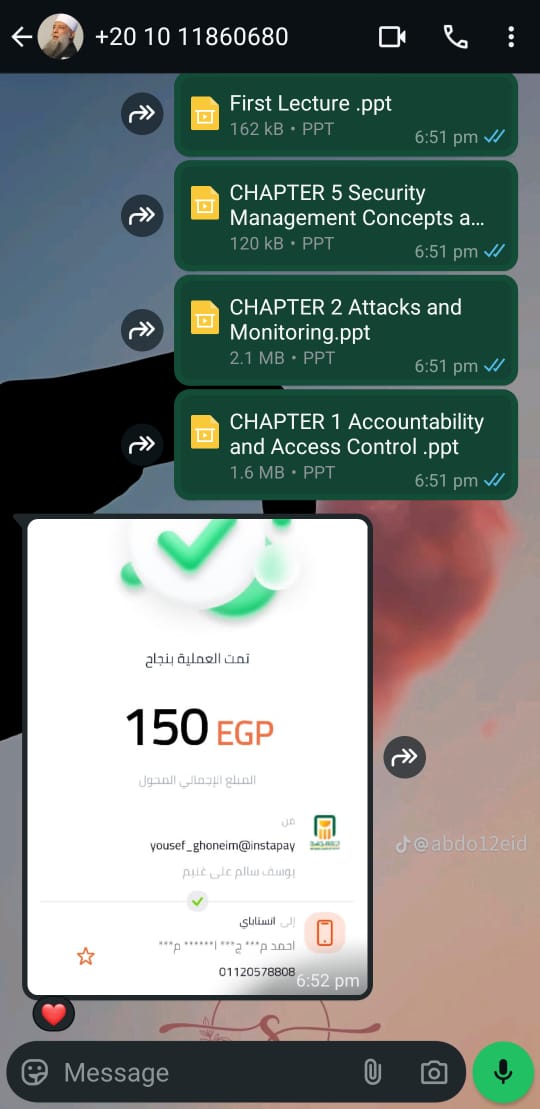 +20 10 11860680
First Lecture .ppt
162 kB • PPT
6:51 pm
CHAPTER 5 Security
Management Concepts a...
120 kB • PPT
6:51 pm
CHAPTER 2 Attacks and
Monitoring.ppt
2.1 MB • PPT
6:51 pm
CHAPTER 1 Accountability
and Access Control .ppt
1.6 MB • PPT
6:51 pm
تمت العملية بنجاح
150 EGP
المبلغ الإجمالي المحول
من
yousef_ghoneim@instapay
يوسف سالم على غنيم
إلى انستاباي
احمد م*** ج*** ا****** م***
01120578808
6:52 pm
@abdo12eid
Message